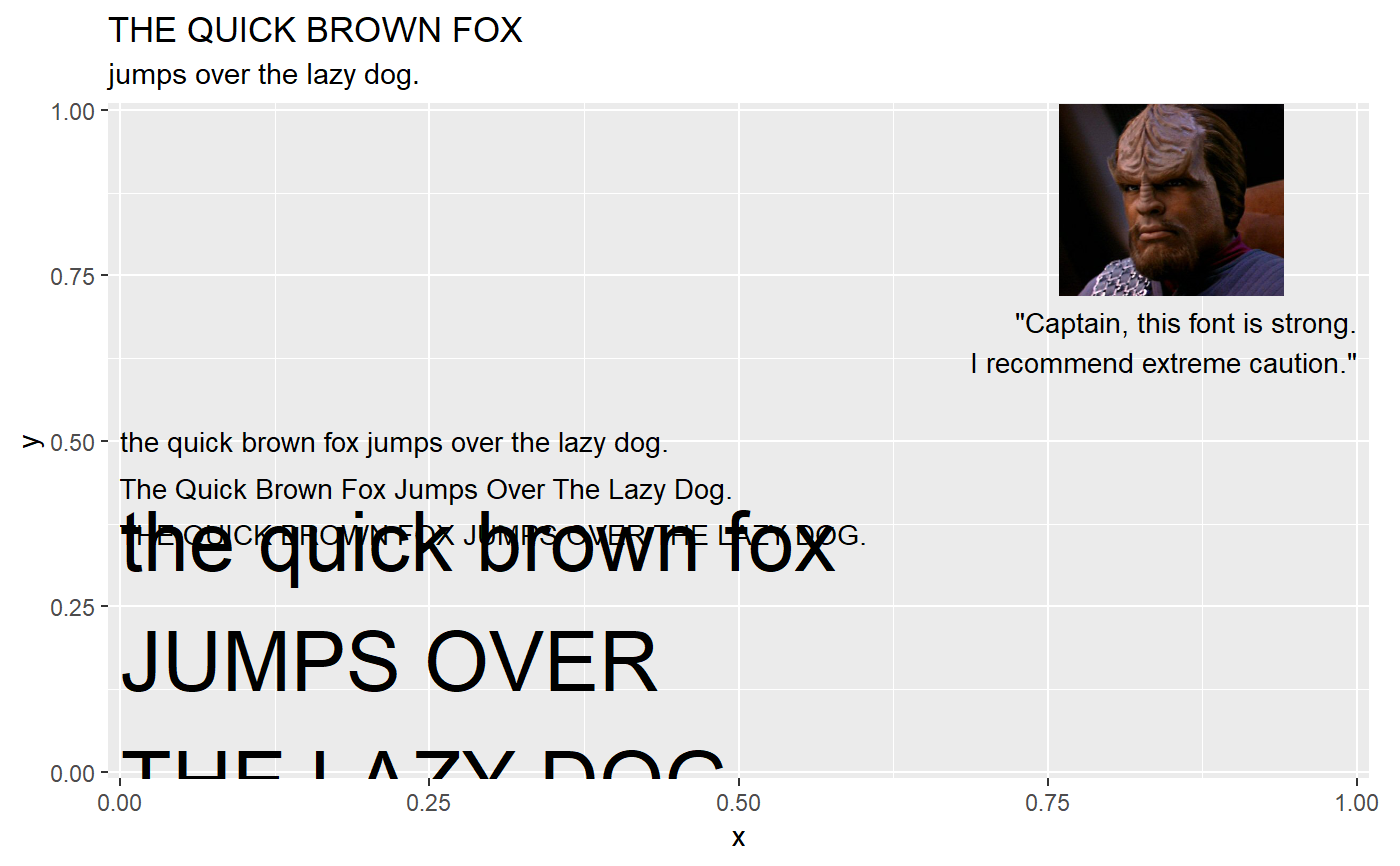 THE QUICK BROWN FOX
jumps over the lazy dog.
1.00
0.75
"Captain, this font is strong.
I recommend extreme caution."
y
0.50
the quick brown fox jumps over the lazy dog.
The Quick Brown Fox Jumps Over The Lazy Dog.
THE QUICK BROWN FOX JUMPS OVER THE LAZY DOG.
the quick brown fox
0.25
JUMPS OVER
THE LAZY DOG
0.00
0.00 0.25 0.50 0.75 1.00
x